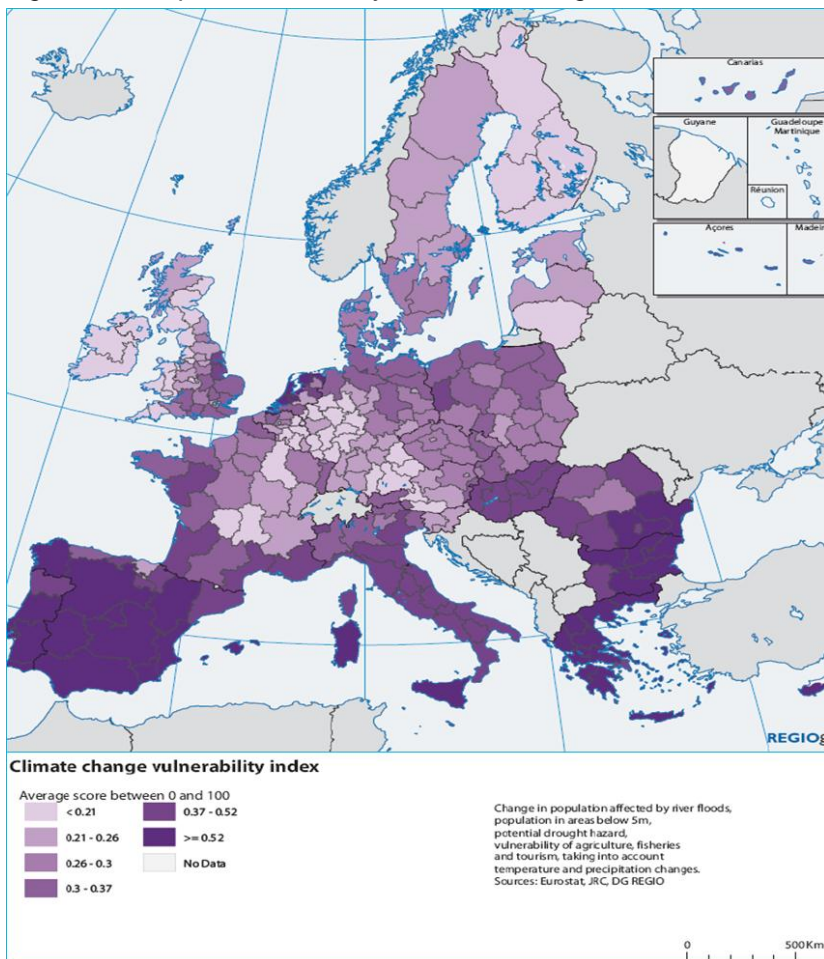 Canarias
Guyane
Guadeloupe
Martinique
Réunion
Açores
REGIO
Climate change vulnerability index
Average score between 0 and 100
< 0.21
0.21 - 0.26
0.26 - 0.3
0.3 - 0.37
0.37 - 0.52
>= 0.52
No Data
Change in population affected by river floods,
population in areas below 5m,
potential drought hazard,
vulnerability of agriculture, fisheries
and tourism, taking into account
temperature and precipitation changes.
Sources: Eurostat, JRC, DG REGIO
0 500 Km